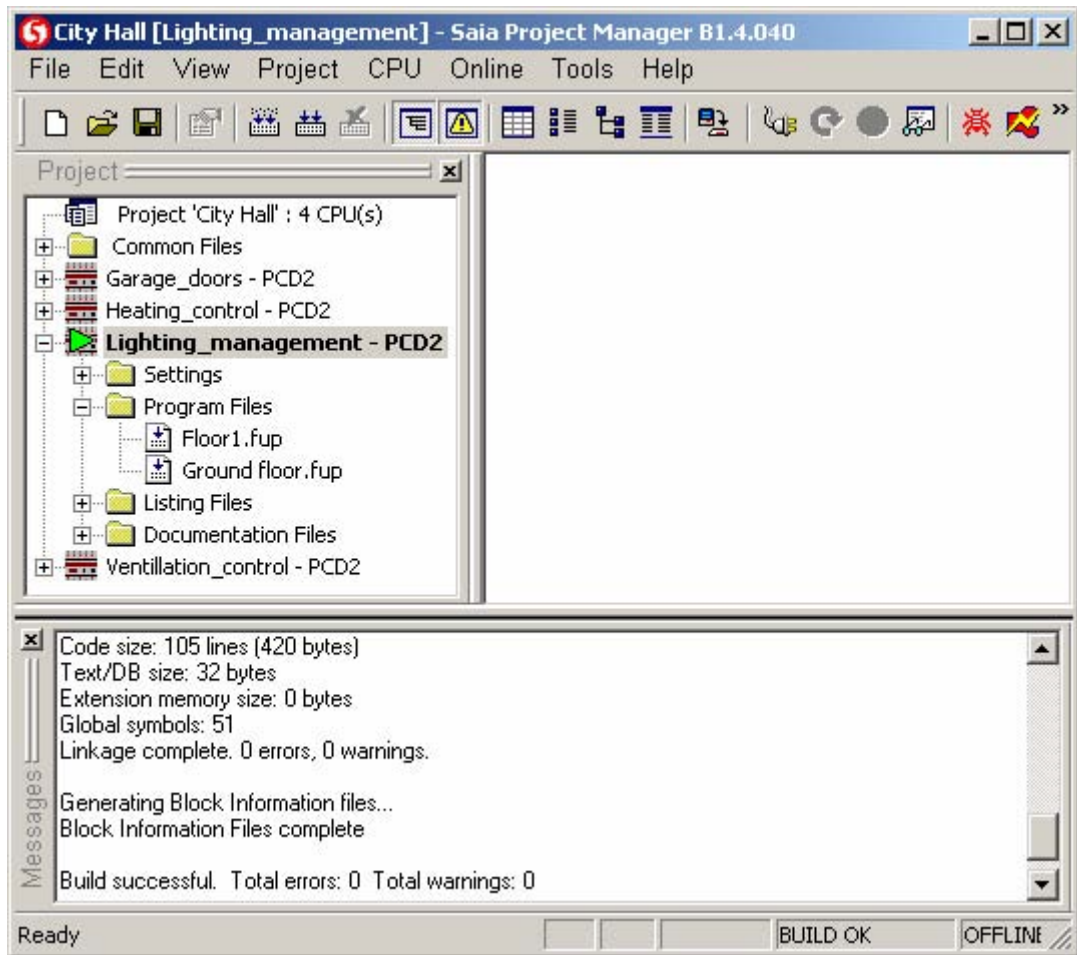 City Hall [Lighting_management] - Saia Project Manager B1.4.040
File Edit View Project CPU Online Tools Help
Project
Project 'City Hall' : 4 CPU(s)
Common Files
Garage_doors - PCD2
Heating_control - PCD2
Lighting_management - PCD2
Settings
Program Files
Floor1.fup
Ground floor.fup
Listing Files
Documentation Files
Ventillation_control - PCD2
Messages
Code size: 105 lines (420 bytes)
Text/DB size: 32 bytes
Extension memory size: 0 bytes
Global symbols: 51
Linkage complete. 0 errors, 0 warnings.
Generating Block Information files...
Block Information Files complete
Build successful. Total errors: 0 Total warnings: 0
Ready BUILD OK OFFLINE